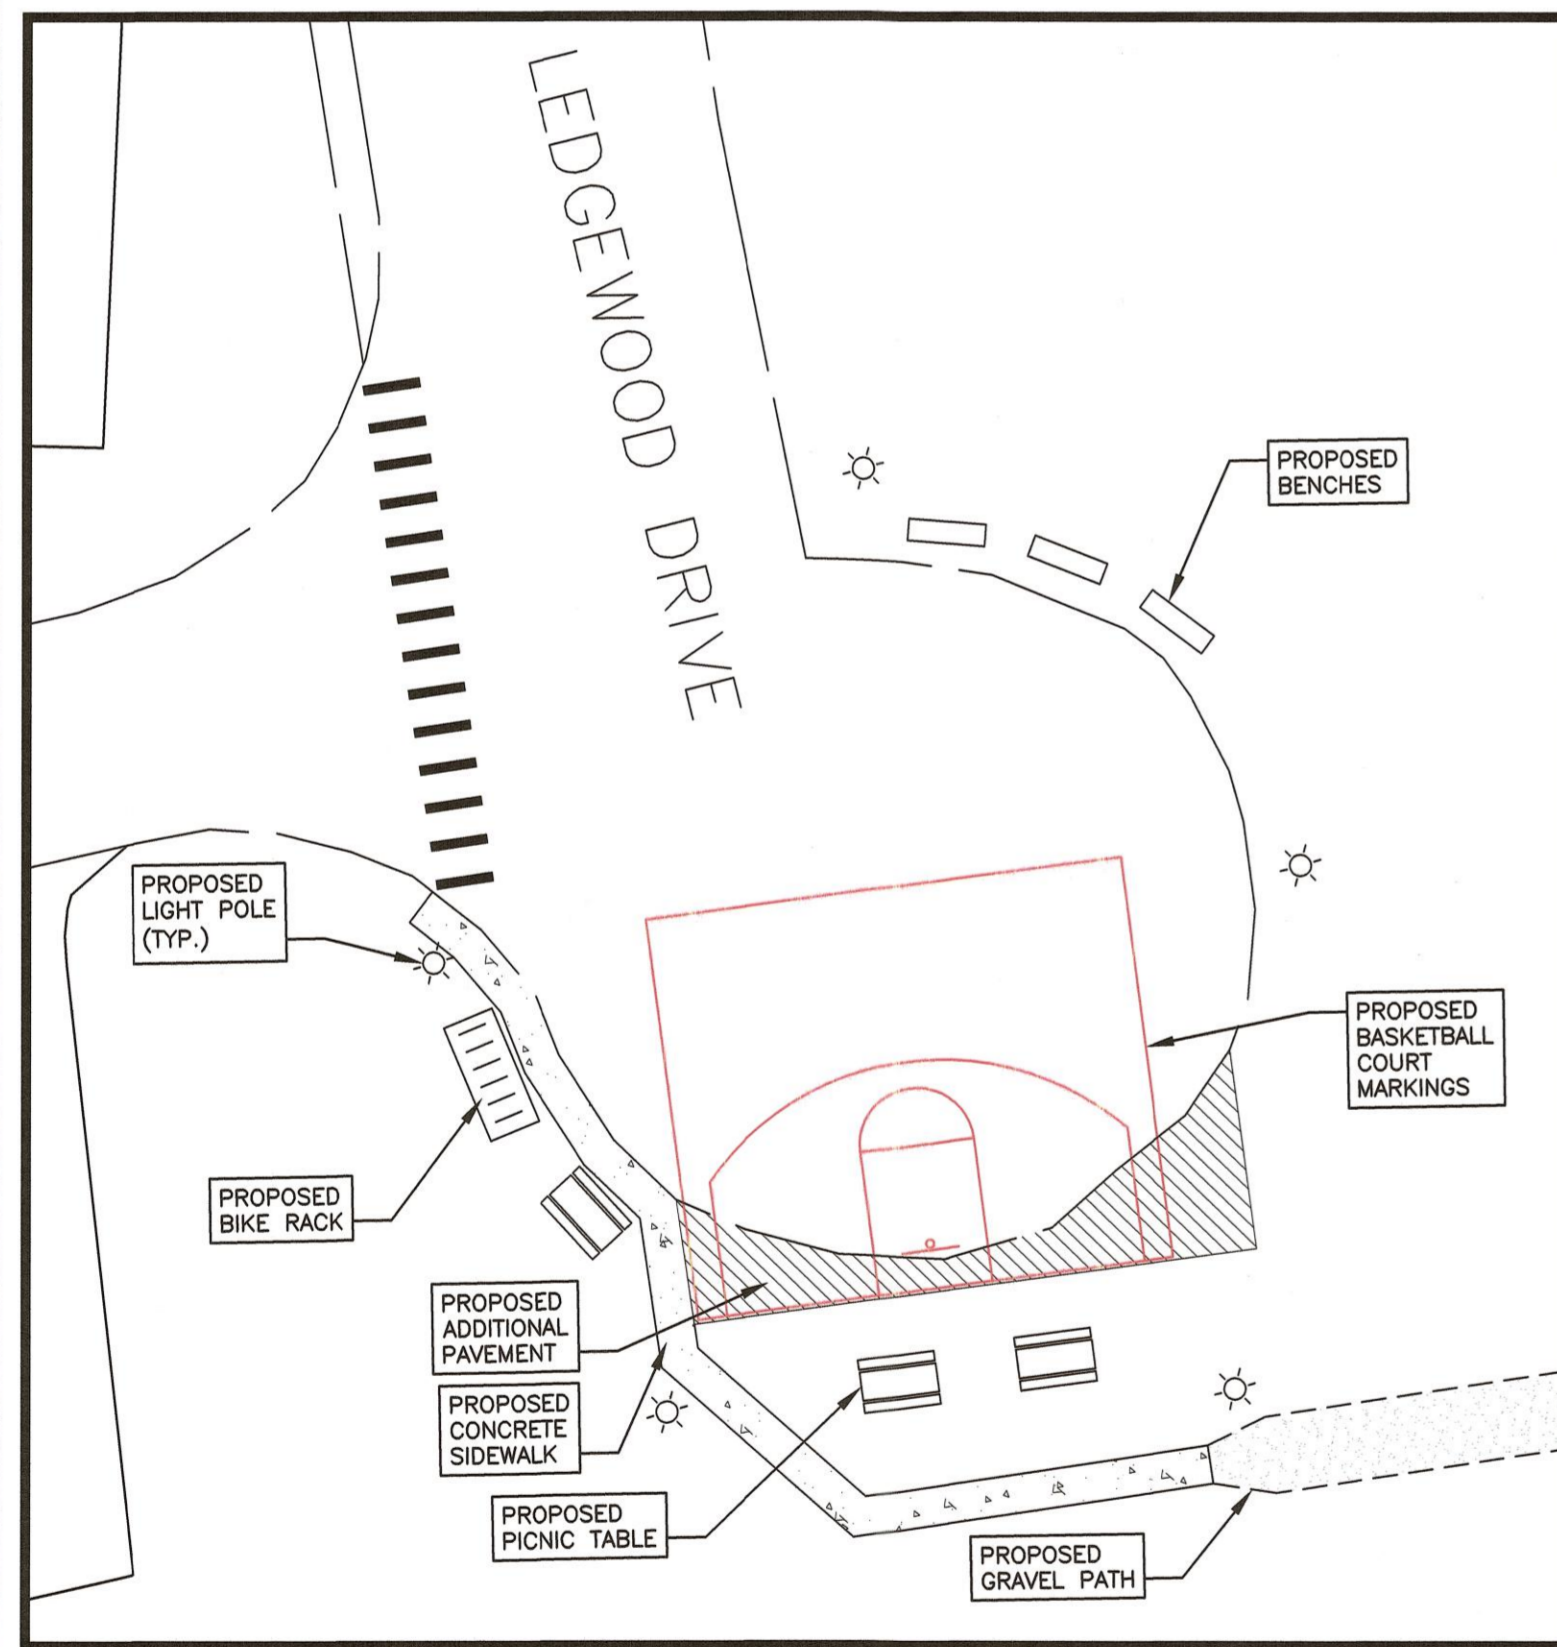 LEDGEWOOD DRIVE
PROPOSED
BENCHES
PROPOSED
LIGHT POLE
(TYP.)
PROPOSED
BASKETBALL
COURT
MARKINGS
PROPOSED
BIKE RACK
PROPOSED
ADDITIONAL
PAVEMENT
PROPOSED
CONCRETE
SIDEWALK
PROPOSED
PICNIC TABLE
PROPOSED
GRAVEL PATH